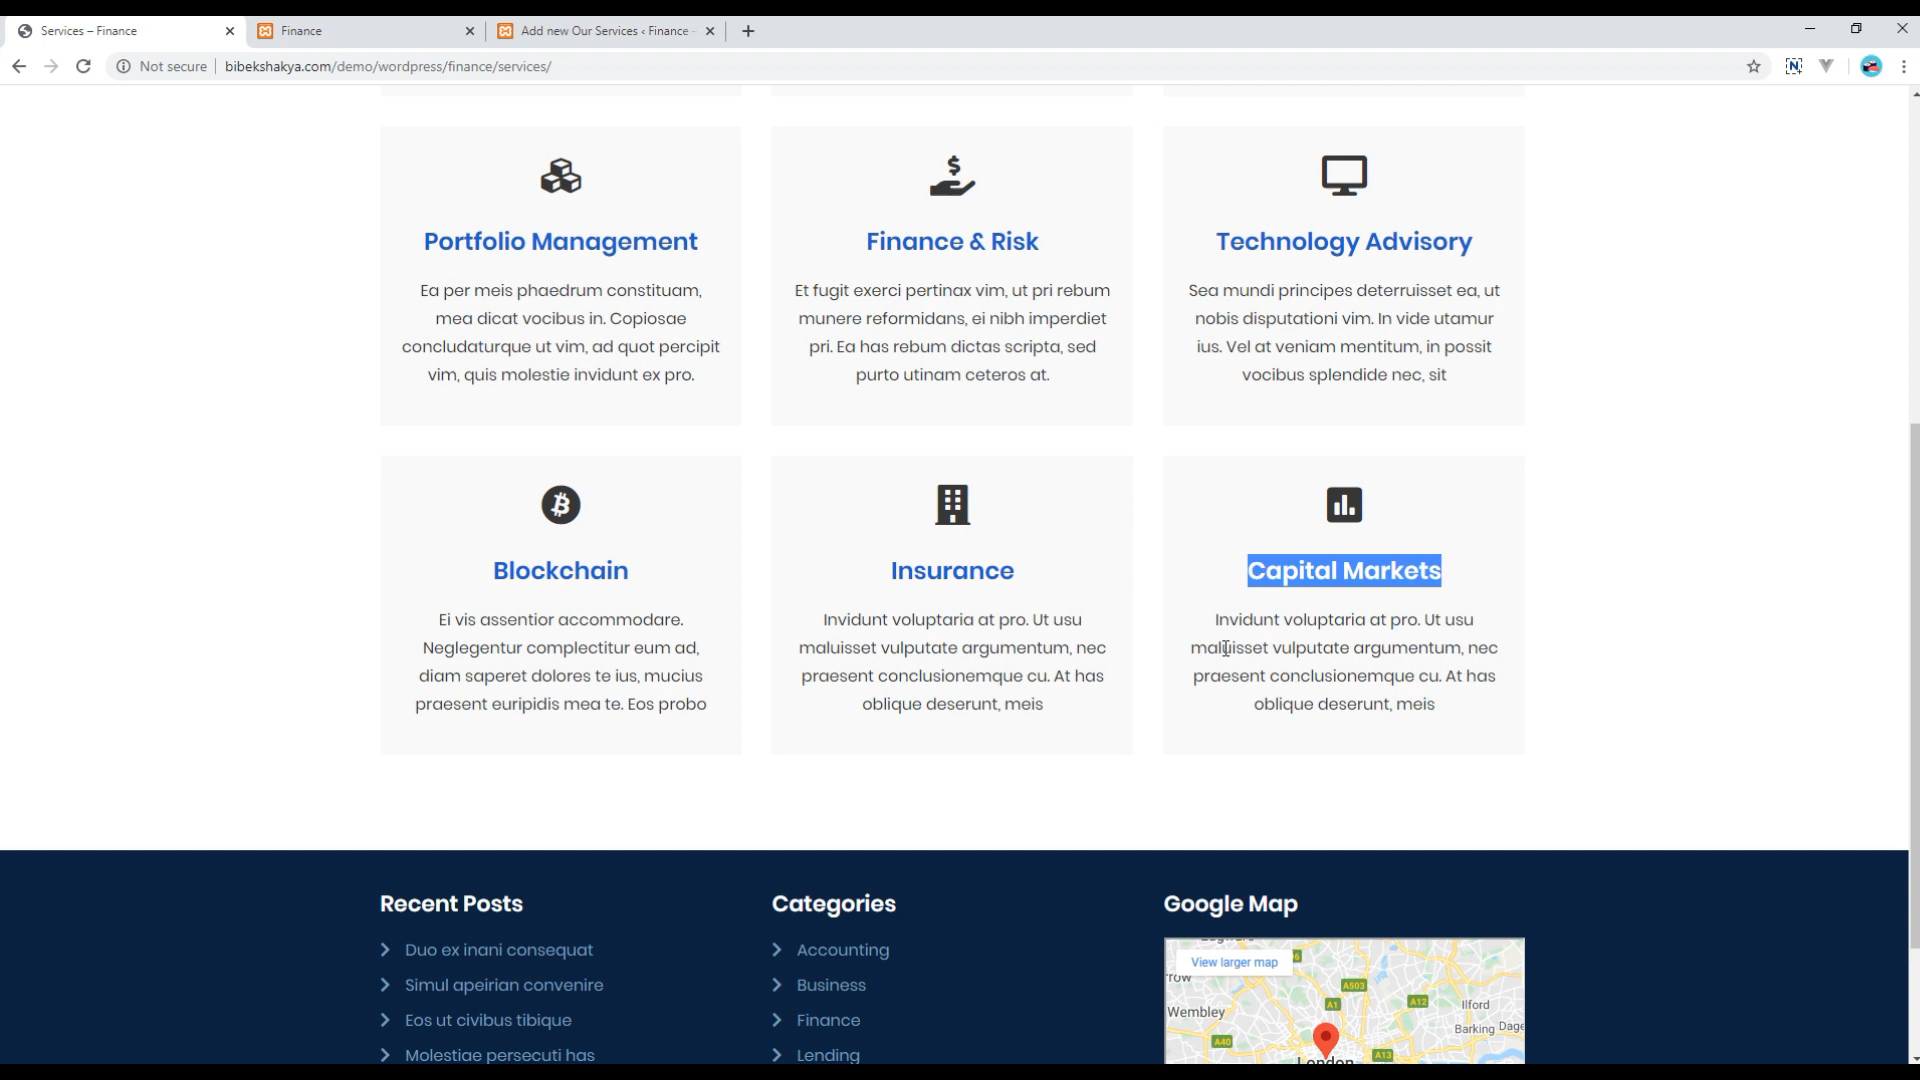 Services – Finance
Finance
Add new Our Services ‹ Finance
Not secure
bibekshakya.com/demo/wordpress/finance/services/
Portfolio Management
Ea per meis phaedrum constituam,
mea dicat vocibus in. Copiosae
concludaturque ut vim, ad quot percipit
vim, quis molestie invidunt ex pro.
Finance & Risk
Et fugit exerci pertinax vim, ut pri rebum
munere reformidans, ei nibh imperdiet
pri. Ea has rebum dictas scripta, sed
purto utinam ceteros at.
Technology Advisory
Sea mundi principes deterruisset ea, ut
nobis disputationi vim. In vide utamur
ius. Vel at veniam mentitum, in possit
vocibus splendide nec, sit
Blockchain
Ei vis assentior accommodare.
Neglegentur complectitur eum ad,
diam saperet dolores te ius, mucius
praesent euripidis mea te. Eos probo
Insurance
Invidunt voluptaria at pro. Ut usu
maluisset vulputate argumentum, nec
praesent conclusionemque cu. At has
oblique deserunt, meis
Capital Markets
Invidunt voluptaria at pro. Ut usu
maluisset vulputate argumentum, nec
praesent conclusionemque cu. At has
oblique deserunt, meis
Recent Posts
Duo ex inani consequat
Simul apeirian convenire
Eos ut civibus tibique
Molestiae persecuti has
Categories
Accounting
Business
Finance
Lending
Google Map
View larger map
A503
A1
A12
Ilford
Wembley
Barking
A40
A13
London